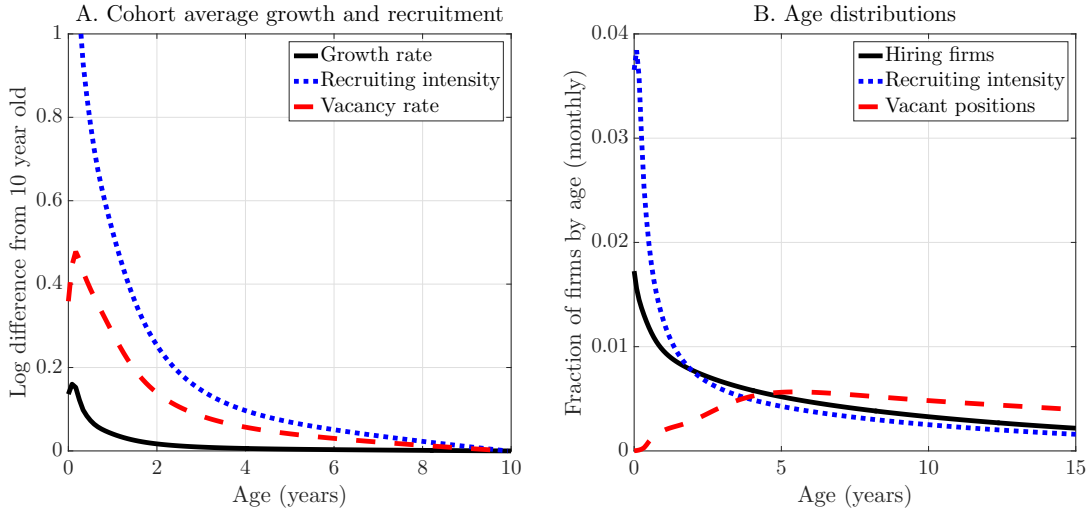 A. Cohort average growth and recruitment
Log difference from 10 year old
1
0.8
0.6
0.4
0.2
0
Growth rate
Recruiting intensity
Vacancy rate
0 2 4 6 8 10
Age (years)
B. Age distributions
Fraction of firms by age (monthly)
0.04
0.03
0.02
0.01
0
Hiring firms
Recruiting intensity
Vacant positions
0 5 10 15
Age (years)